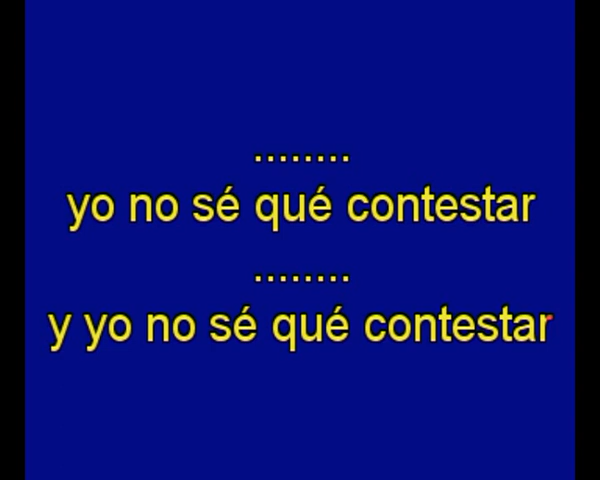 ........
yo no sé qué contestar
........
y yo no sé qué contestar